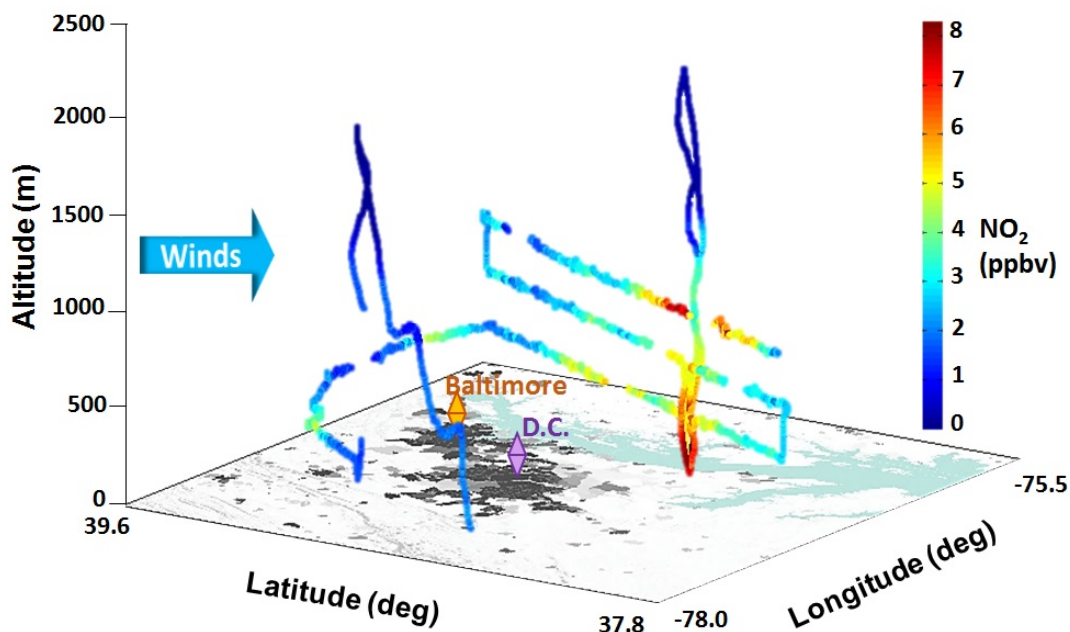 2500
2000
1500
1000
500
0
Altitude (m)
Winds
Baltimore
D.C.
39.6
Latitude (deg)
37.8
-78.0
Longitude (deg)
-75.5
8
7
6
5
4
3
2
1
0
NO₂
(ppbv)